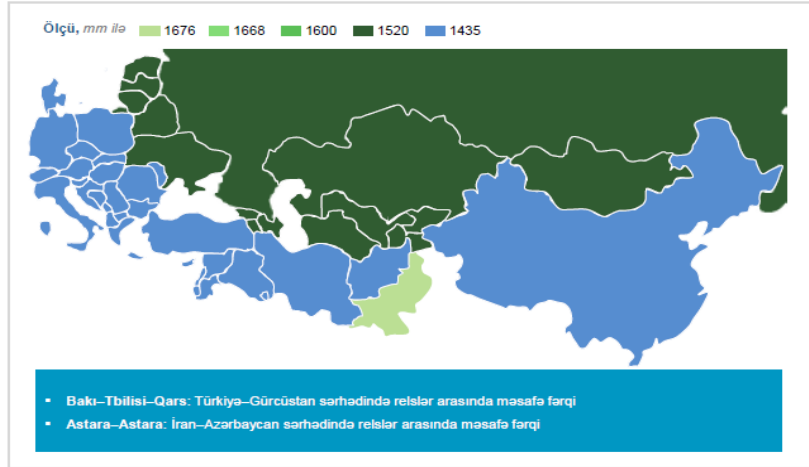 Ölçü, mm ilə 1676 1668 1600 1520 1435
▪ Bakı–Tbilisi–Qars: Türkiyə–Gürcüstan sərhədində relslər arasında məsafə fərqi
▪ Astara–Astara: İran–Azərbaycan sərhədində relslər arasında məsafə fərqi